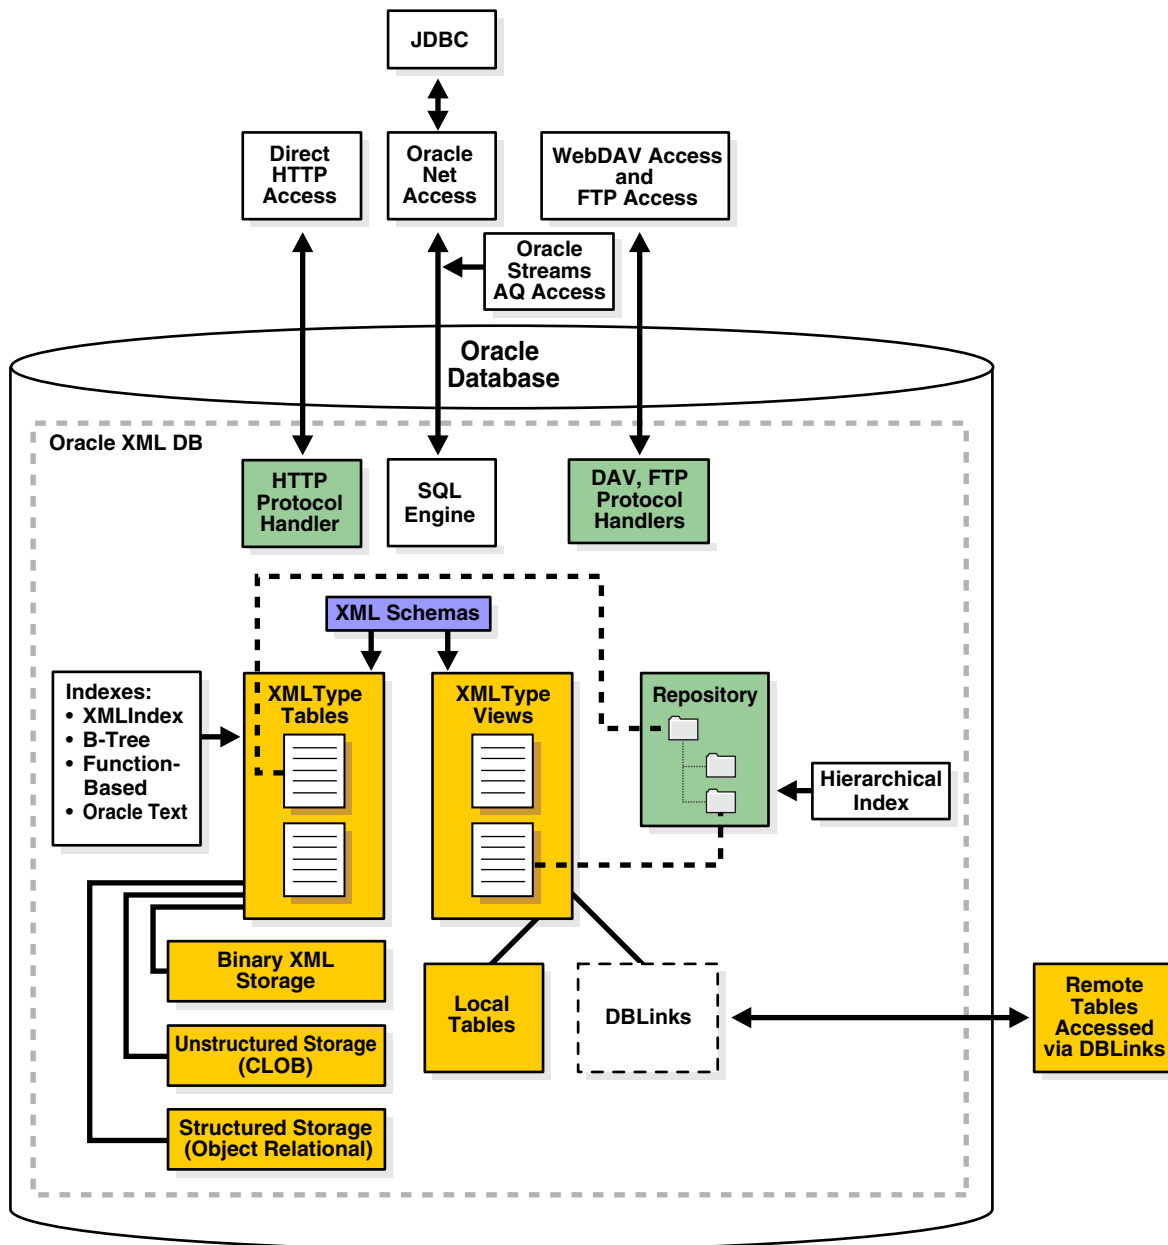 JDBC
Direct
HTTP
Access
Oracle
Net
Access
WebDAV Access
and
FTP Access
Oracle
Streams
AQ Access
Oracle
Database
Oracle XML DB
HTTP
Protocol
Handler
SQL
Engine
DAV, FTP
Protocol
Handlers
XML Schemas
Indexes:
• XMLIndex
• B-Tree
• Function-
Based
• Oracle Text
XMLType
Tables
XMLType
Views
Repository
Hierarchical
Index
Binary XML
Storage
Unstructured Storage
(CLOB)
Structured Storage
(Object Relational)
Local
Tables
DBLinks
Remote
Tables
Accessed
via DBLinks